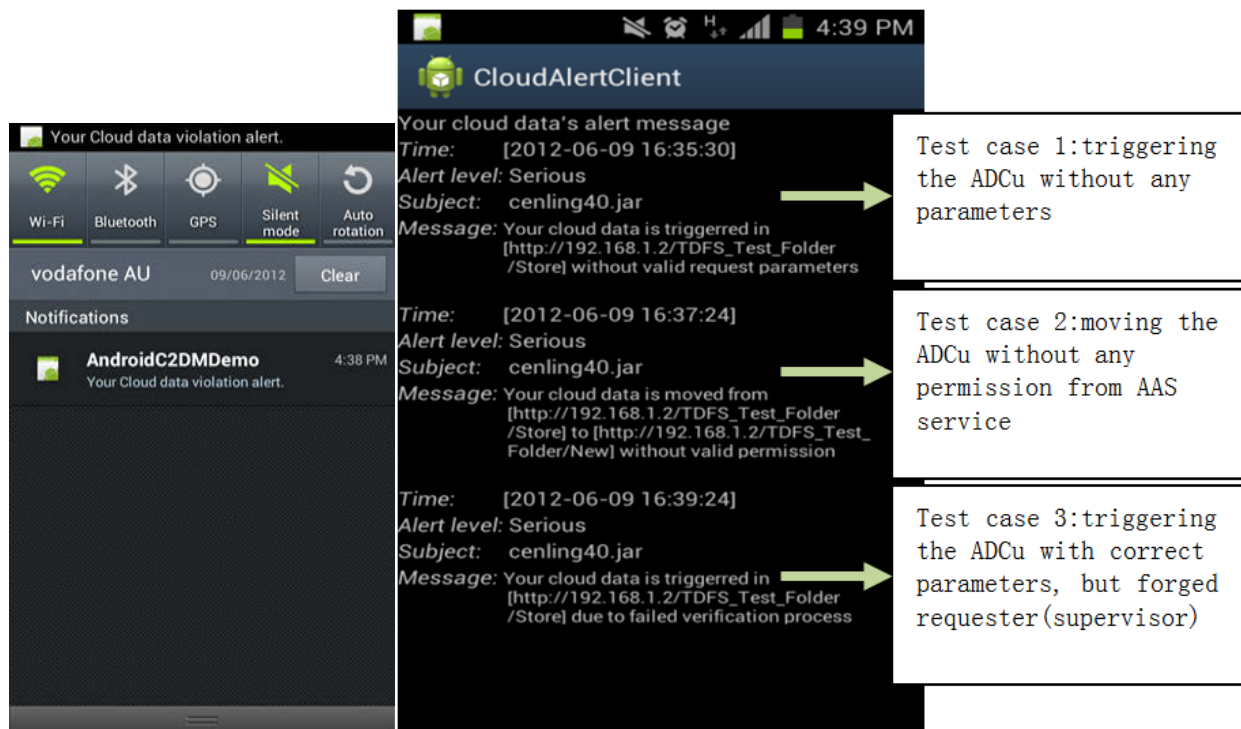 Your Cloud data violation alert.
Wi-Fi
Bluetooth
GPS
Silent
mode
Auto
rotation
vodafone AU
09/06/2012
Clear
Notifications
AndroidC2DMDemo
4:38 PM
Your Cloud data violation alert.
H
4:39 PM
CloudAlertClient
Your cloud data's alert message
Time: [2012-06-09 16:35:30]
Alert level: Serious
Subject: cenling40.jar
Message: Your cloud data is triggerred in
[http://192.168.1.2/TDFS_Test_Folder
/Store] without valid request parameters
Time: [2012-06-09 16:37:24]
Alert level: Serious
Subject: cenling40.jar
Message: Your cloud data is moved from
[http://192.168.1.2/TDFS_Test_Folder
/Store] to [http://192.168.1.2/TDFS_Test_
Folder/New] without valid permission
Time: [2012-06-09 16:39:24]
Alert level: Serious
Subject: cenling40.jar
Message: Your cloud data is triggerred in
[http://192.168.1.2/TDFS_Test_Folder
/Store] due to failed verification process
Test case 1:triggering
the ADCu without any
parameters
Test case 2:moving the
ADCu without any
permission from AAS
service
Test case 3:triggering
the ADCu with correct
parameters, but forged
requester(supervisor)